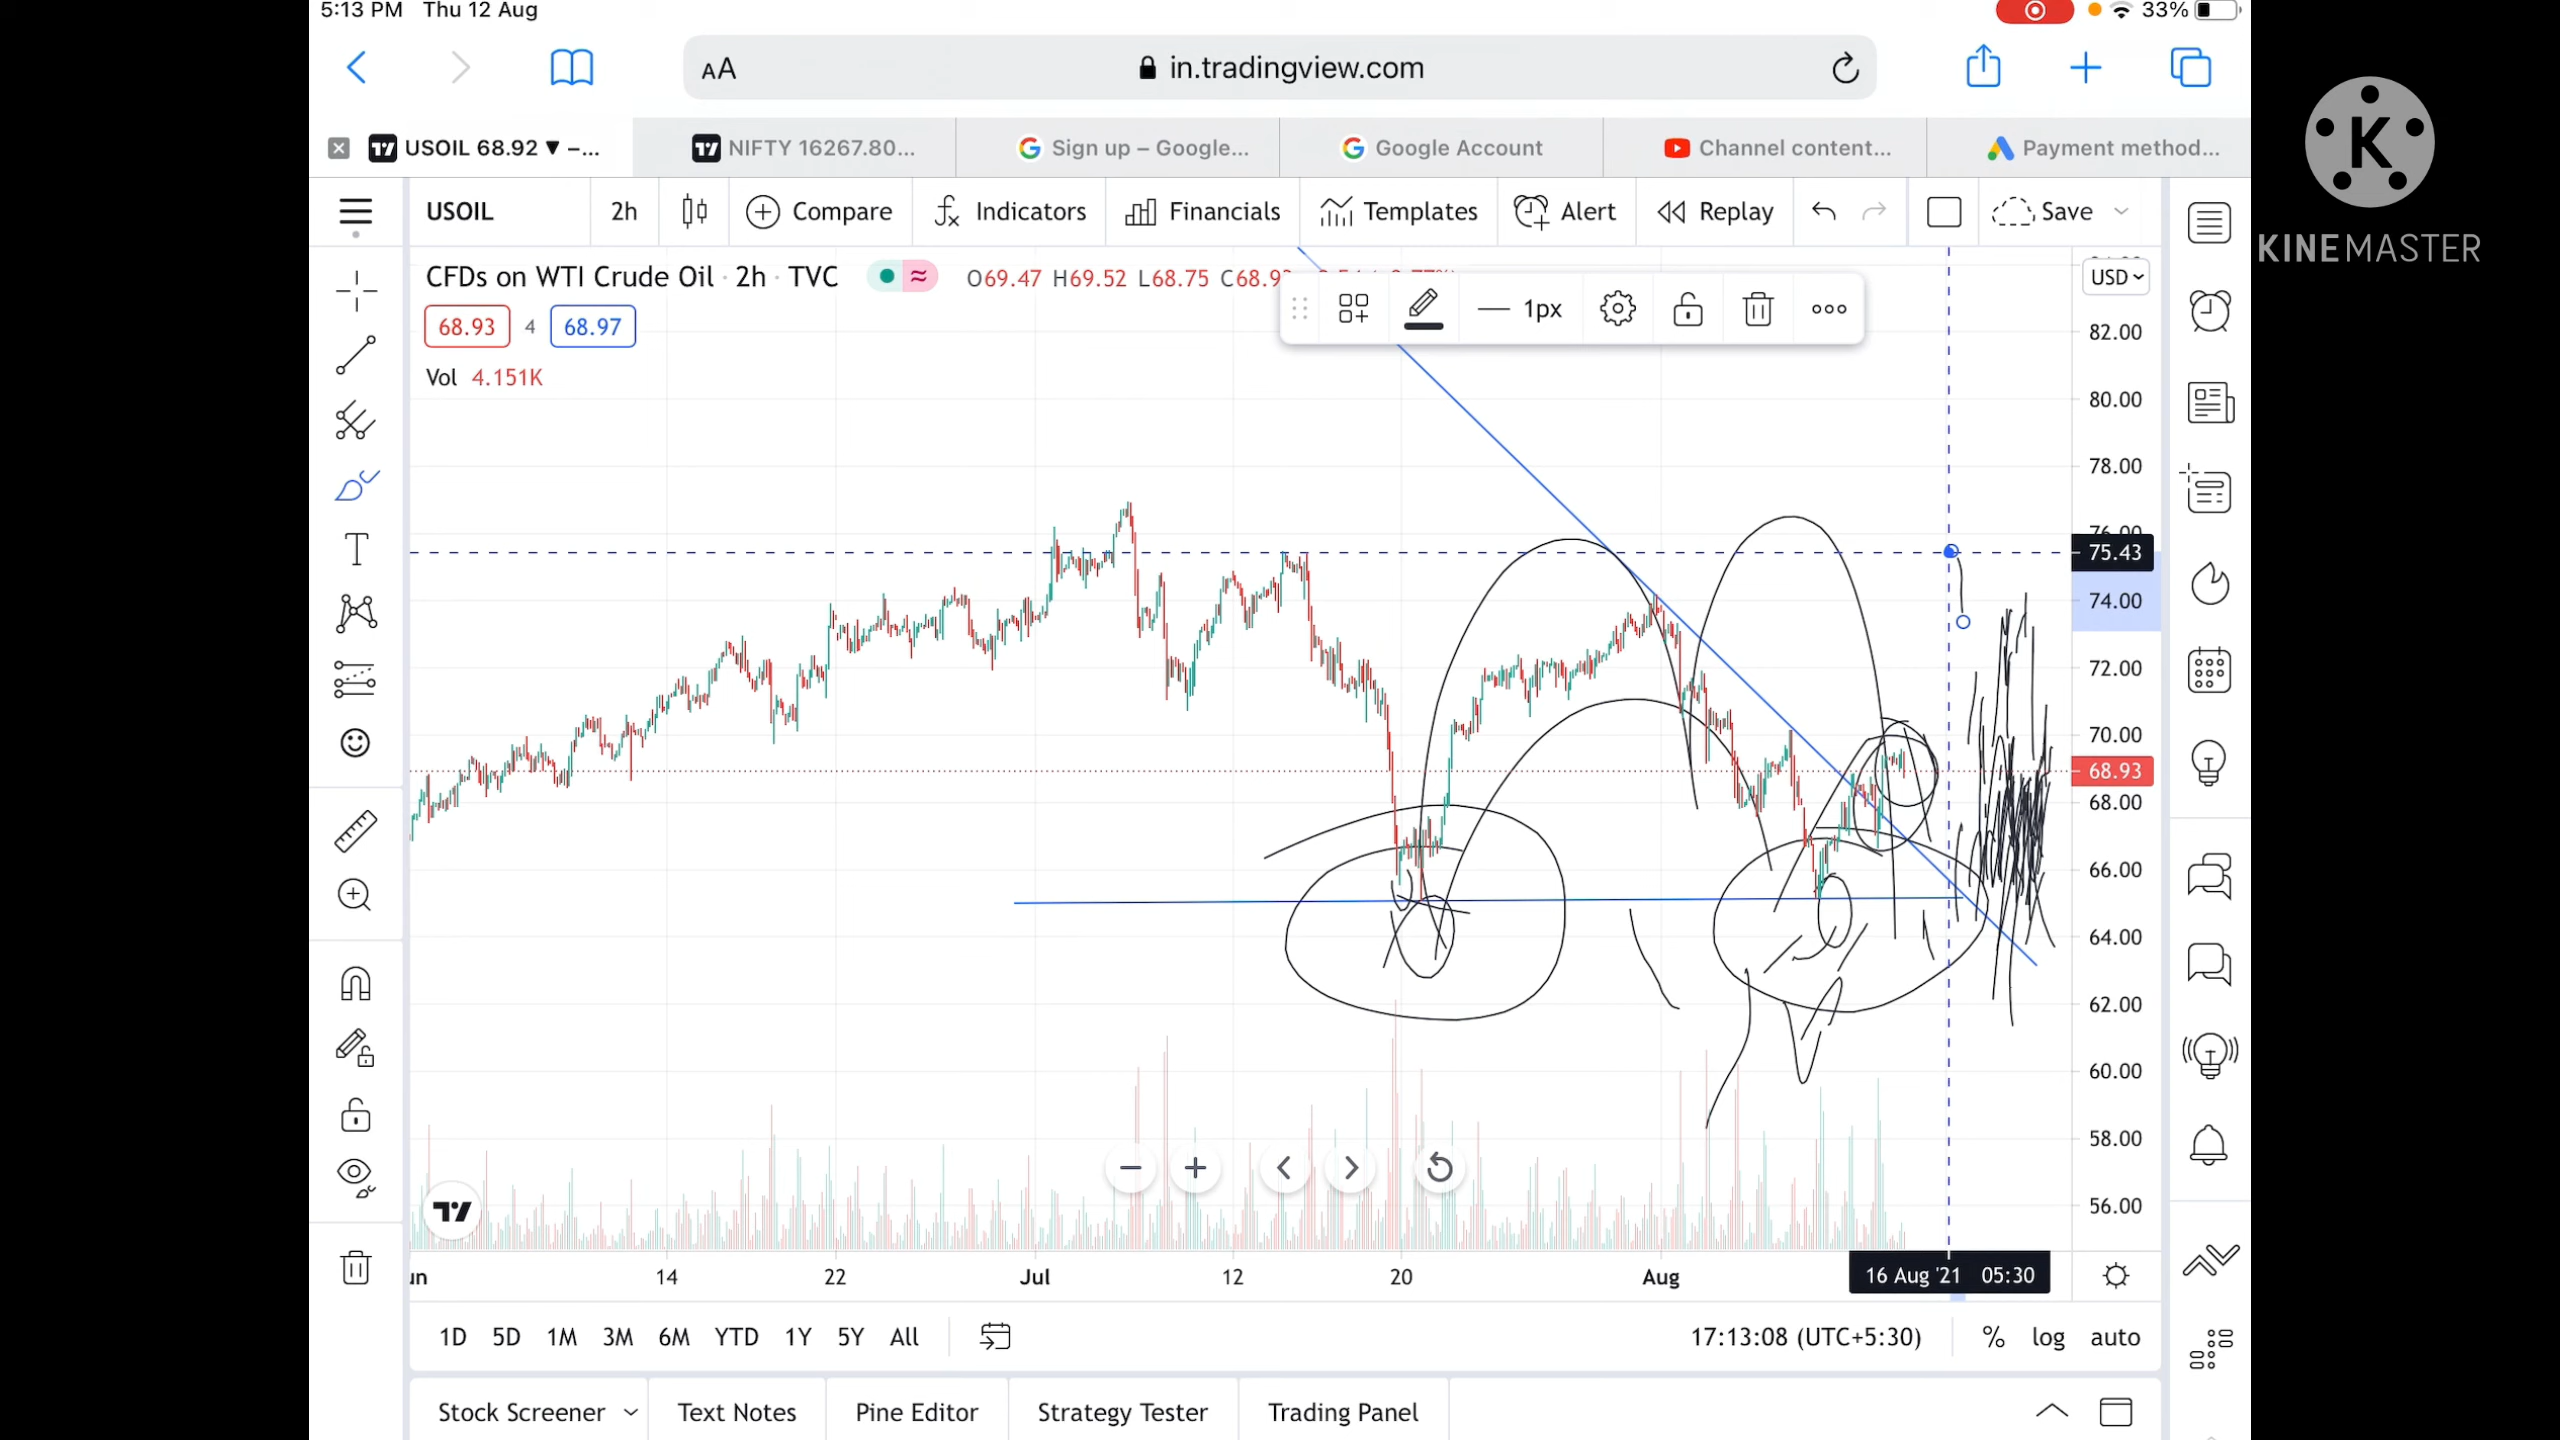 5:13 PM Thu 12 Aug
33%
AA
in.tradingview.com
USOIL 68.92 ▼ –...
NIFTY 16267.80...
Sign up – Google...
Google Account
Channel content...
Payment method...
K
KINEMASTER
USOIL
2h
Compare
Indicators
Financials
Templates
Alert
Replay
Save
CFDs on WTI Crude Oil · 2h · TVC
O69.47 H69.52 L68.75
1px
USD
68.93 4 68.97
Vol 4.151K
82.00
80.00
78.00
76.00
75.43
74.00
72.00
70.00
68.93
68.00
66.00
64.00
62.00
60.00
58.00
56.00
14
22
Jul
12
20
Aug
16 Aug '21 05:30
1D 5D 1M 3M 6M YTD 1Y 5Y All
17:13:08 (UTC+5:30)
% log auto
Stock Screener
Text Notes
Pine Editor
Strategy Tester
Trading Panel